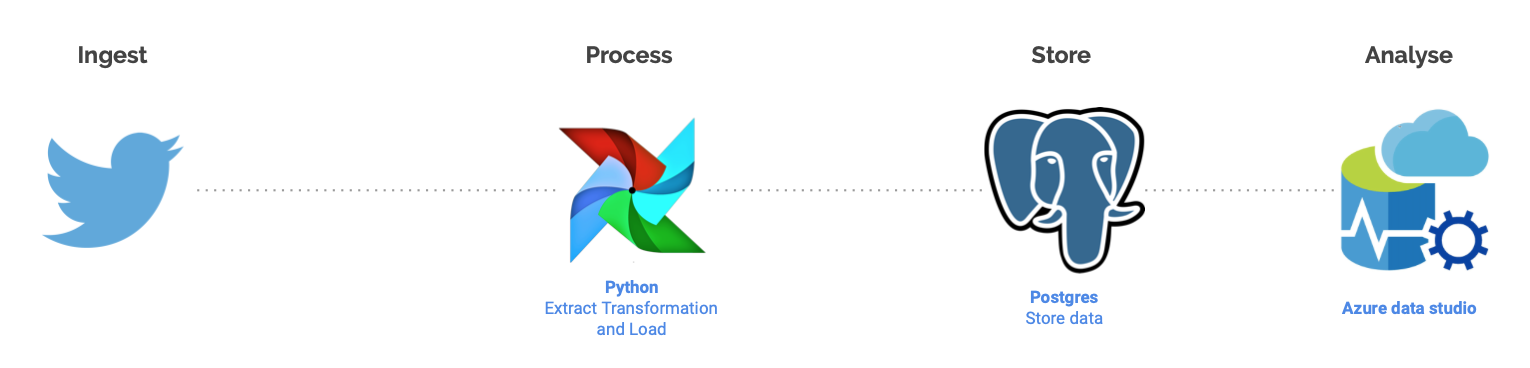 Ingest
Process
Store
Analyse
Python
Extract Transformation
and Load
Postgres
Store data
Azure data studio